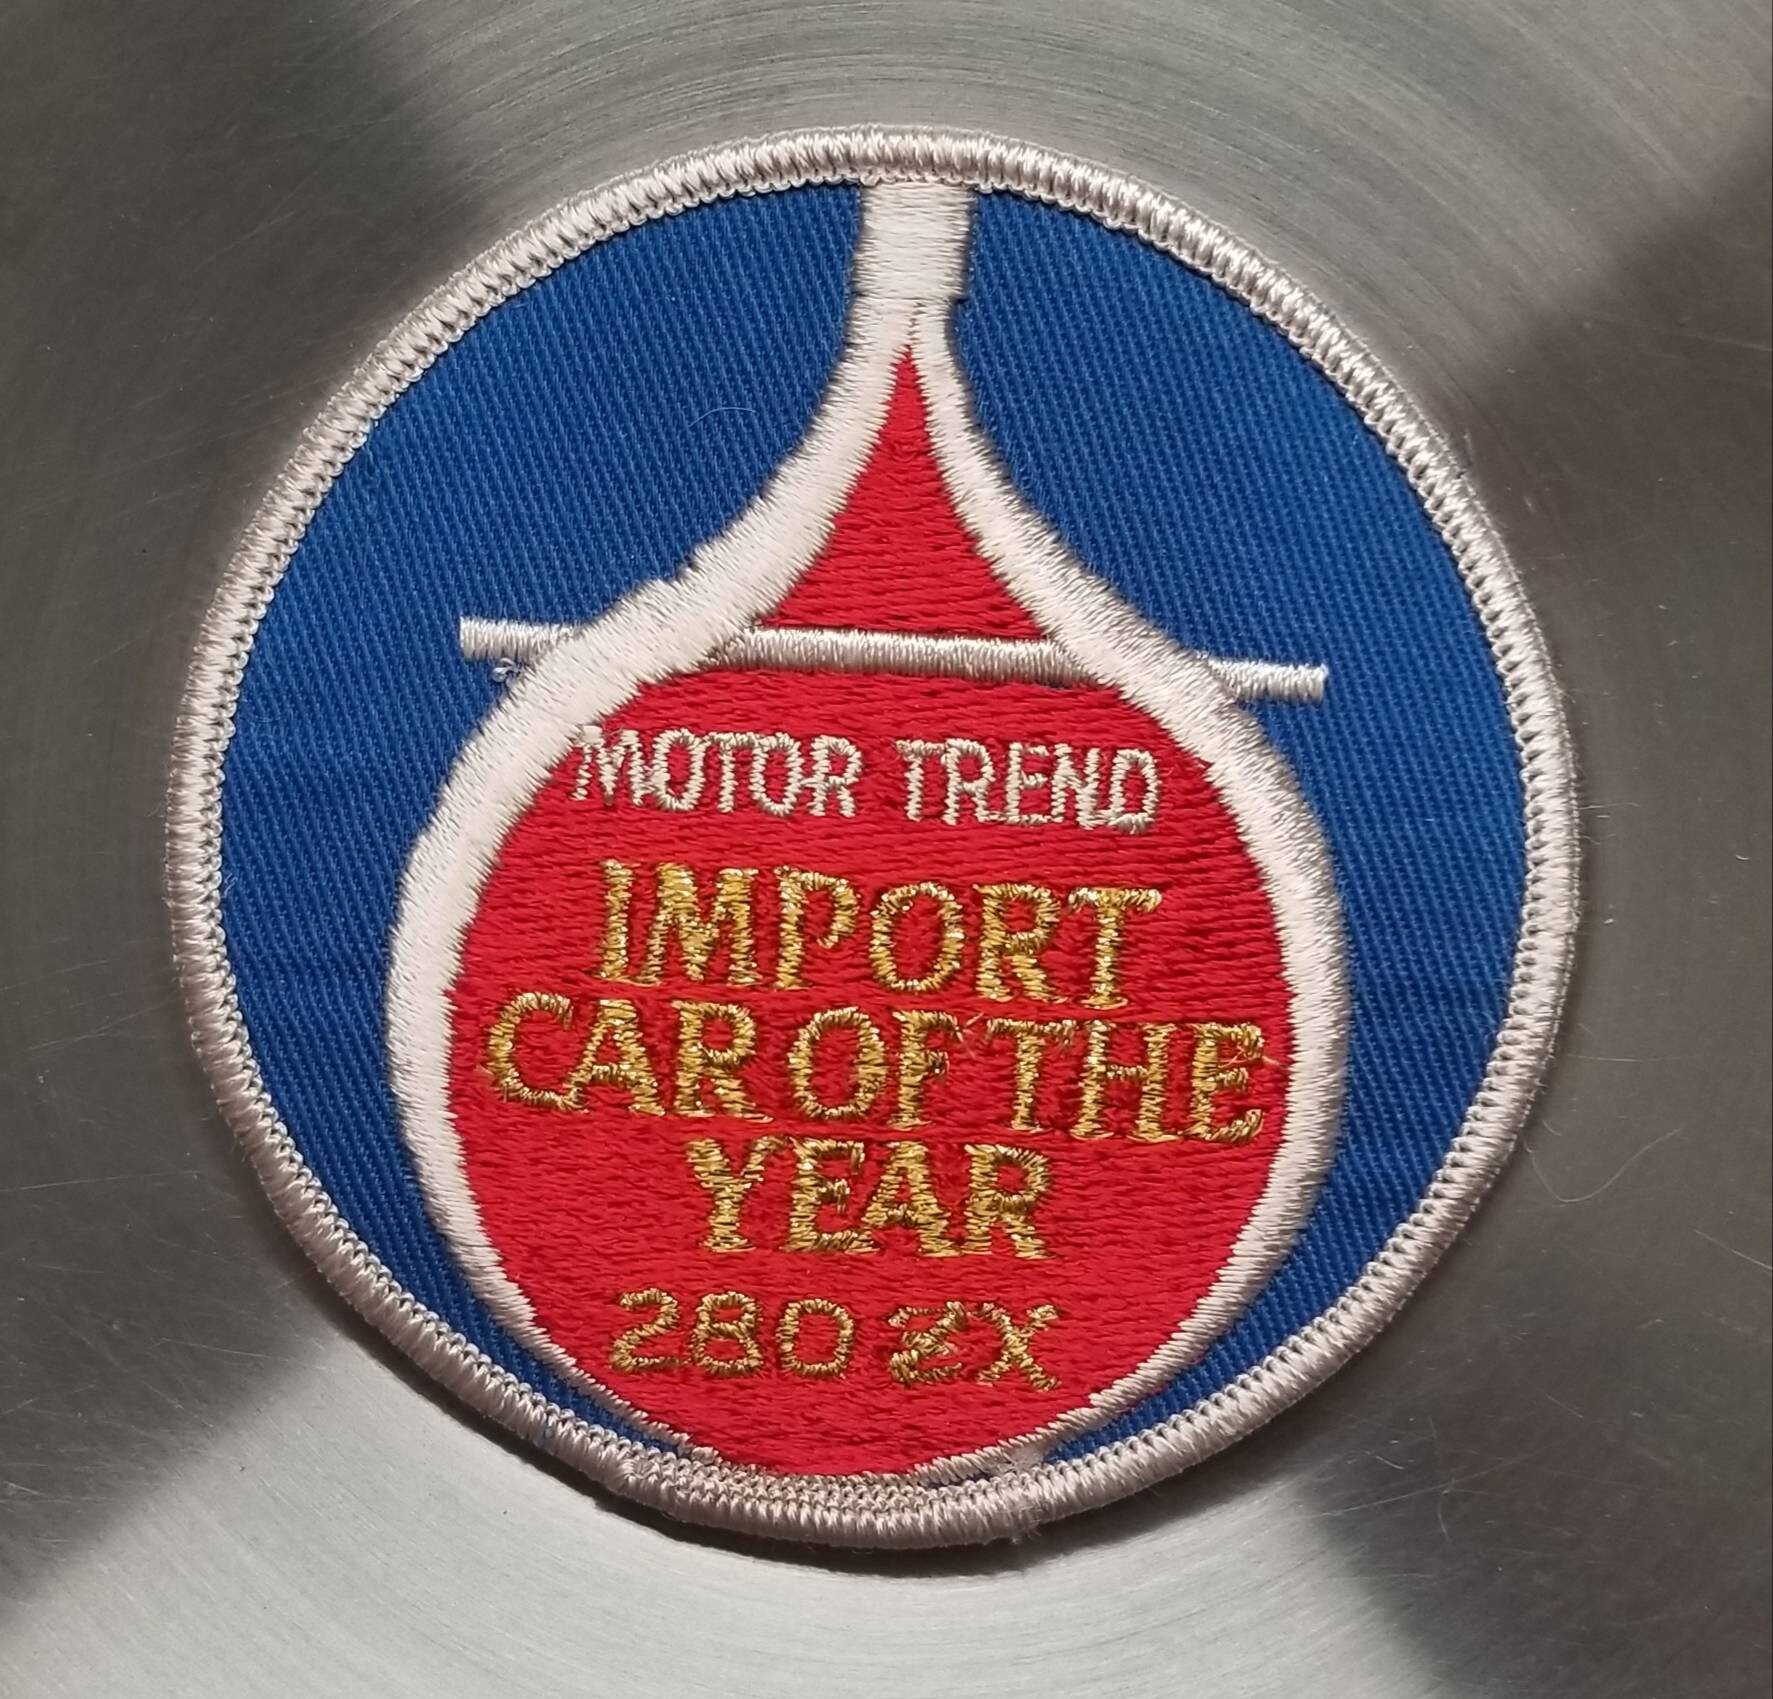 MOTOR TREND
IMPORT
CAR OF THE
YEAR
280 ZX